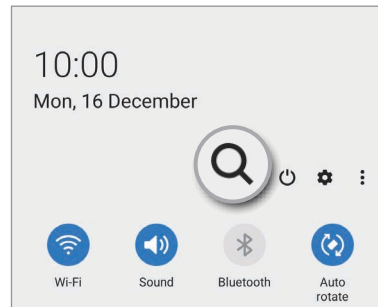 10:00
Mon, 16 December
Wi-Fi
Sound
Bluetooth
Auto
rotate